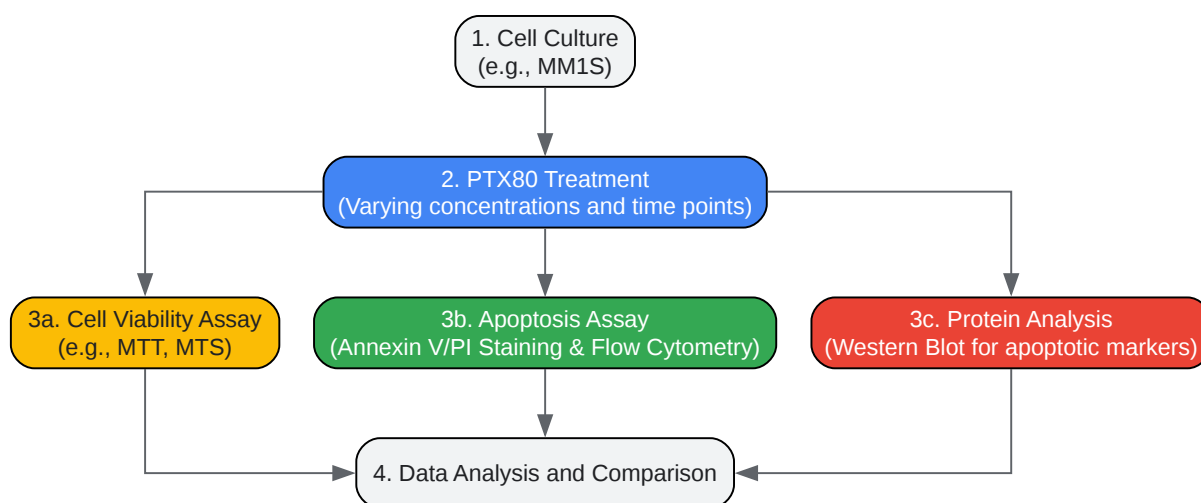 1. Cell Culture
(e.g., MM1S)
2. PTX80 Treatment
(Varying concentrations and time points)
3a. Cell Viability Assay
(e.g., MTT, MTS)
3b. Apoptosis Assay
(Annexin V/PI Staining & Flow Cytometry)
3c. Protein Analysis
(Western Blot for apoptotic markers)
4. Data Analysis and Comparison